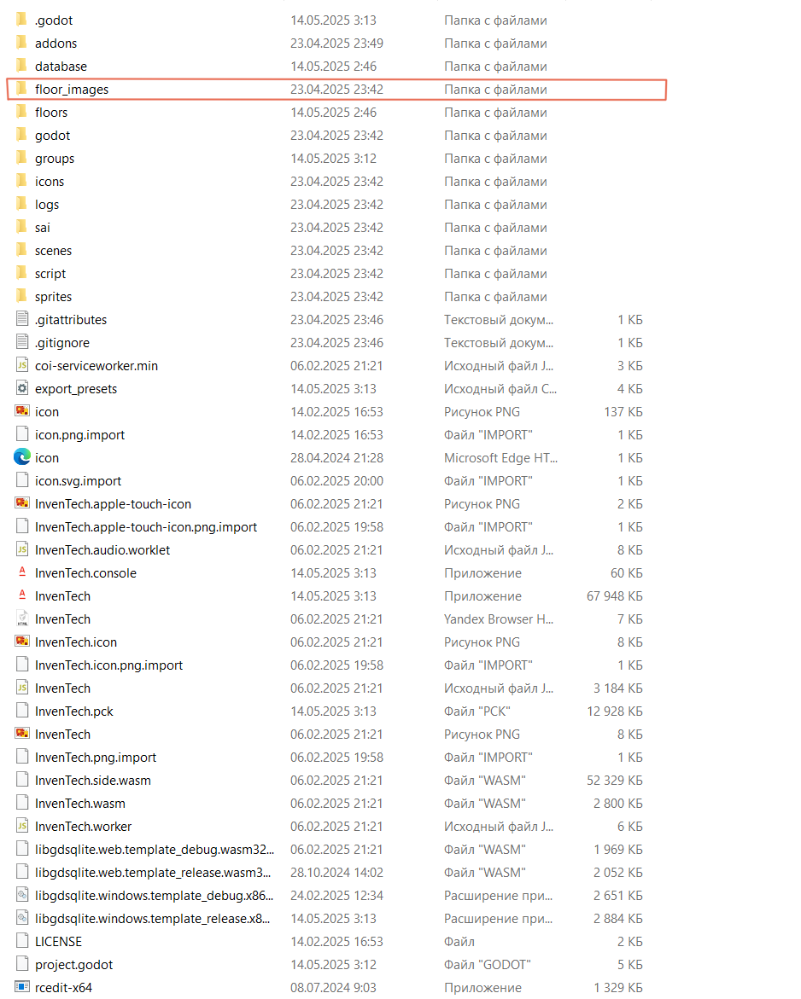 .godot 14.05.2025 3:13 Папка с файлами
addons 23.04.2025 23:49 Папка с файлами
database 14.05.2025 2:46 Папка с файлами
floor_images 23.04.2025 23:42 Папка с файлами
floors 14.05.2025 2:46 Папка с файлами
godot 23.04.2025 23:42 Папка с файлами
groups 14.05.2025 3:12 Папка с файлами
icons 23.04.2025 23:42 Папка с файлами
logs 23.04.2025 23:42 Папка с файлами
sai 23.04.2025 23:42 Папка с файлами
scenes 23.04.2025 23:42 Папка с файлами
script 23.04.2025 23:42 Папка с файлами
sprites 23.04.2025 23:42 Папка с файлами
.gitattributes 23.04.2025 23:46 Текстовый докум... 1 КБ
.gitignore 23.04.2025 23:46 Текстовый докум... 1 КБ
coi-serviceworker.min 06.02.2025 21:21 Исходный файл J... 3 КБ
export_presets 14.05.2025 3:13 Исходный файл C... 4 КБ
icon 14.02.2025 16:53 Рисунок PNG 137 КБ
icon.png.import 14.02.2025 16:53 Файл "IMPORT" 1 КБ
icon 28.04.2024 21:28 Microsoft Edge HT... 1 КБ
icon.svg.import 06.02.2025 20:00 Файл "IMPORT" 1 КБ
InvenTech.apple-touch-icon 06.02.2025 21:21 Рисунок PNG 2 КБ
InvenTech.apple-touch-icon.png.import 06.02.2025 19:58 Файл "IMPORT" 1 КБ
InvenTech.audio.worklet 06.02.2025 21:21 Исходный файл J... 8 КБ
InvenTech.console 14.05.2025 3:13 Приложение 60 КБ
InvenTech 14.05.2025 3:13 Приложение 67 948 КБ
InvenTech 06.02.2025 21:21 Yandex Browser H... 7 КБ
InvenTech.icon 06.02.2025 21:21 Рисунок PNG 8 КБ
InvenTech.icon.png.import 06.02.2025 19:58 Файл "IMPORT" 1 КБ
InvenTech 06.02.2025 21:21 Исходный файл J... 3 184 КБ
InvenTech.pck 14.05.2025 3:13 Файл "PCK" 12 928 КБ
InvenTech 06.02.2025 21:21 Рисунок PNG 8 КБ
InvenTech.png.import 06.02.2025 19:58 Файл "IMPORT" 1 КБ
InvenTech.side.wasm 06.02.2025 21:21 Файл "WASM" 52 329 КБ
InvenTech.wasm 06.02.2025 21:21 Файл "WASM" 2 800 КБ
InvenTech.worker 06.02.2025 21:21 Исходный файл J... 6 КБ
libgdsqlite.web.template_debug.wasm32... 06.02.2025 21:21 Файл "WASM" 1 969 КБ
libgdsqlite.web.template_release.wasm3... 28.10.2024 14:02 Файл "WASM" 2 052 КБ
libgdsqlite.windows.template_debug.x86... 24.02.2025 12:34 Расширение при... 2 651 КБ
libgdsqlite.windows.template_release.x8... 14.05.2025 3:13 Расширение при... 2 884 КБ
LICENSE 14.02.2025 16:53 Файл 2 КБ
project.godot 14.05.2025 3:12 Файл "GODOT" 5 КБ
rcedit-x64 08.07.2024 9:03 Приложение 1 329 КБ